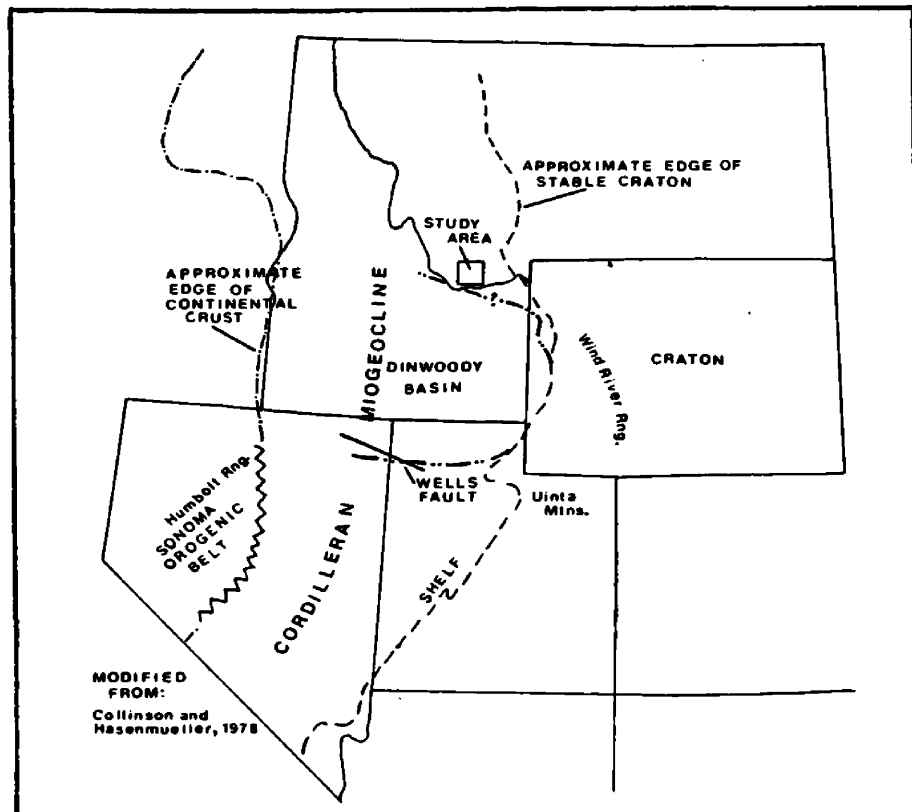 APPROXIMATE EDGE OF
STABLE CRATON
STUDY
AREA
APPROXIMATE
EDGE OF
CONTINENTAL
CRUST
MIOGEOCLINE
DINWOODY
BASIN
Wind River Rng.
CRATON
?
Humbolt Rng.
SONOMA
OROGENIC
BELT
WELLS
FAULT
Uinta
Mtns.
CORDILLERAN
SHELF
MODIFIED
FROM:
Collinson and
Hasenmueller, 1978